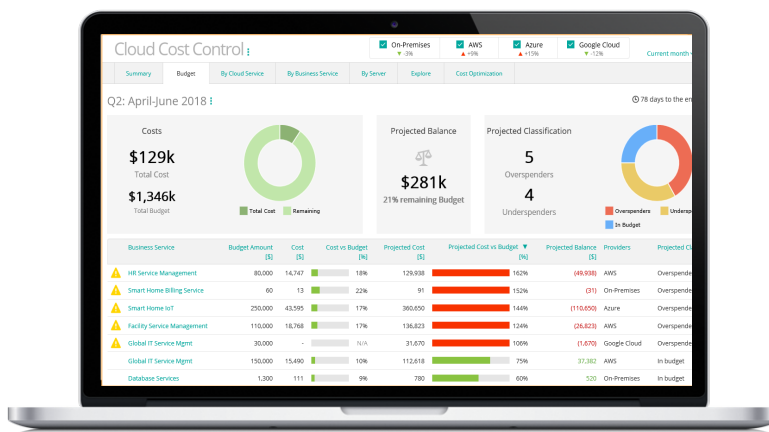 Cloud Cost Control
On-Premises AWS Azure Google Cloud
▼ -3% ▲ +9% ▲ +15% ▼ -12%
Current month
Summary Budget By Cloud Service By Business Service By Server Explore Cost Optimization
Q2: April-June 2018
78 days to the en
Costs
$129k
Total Cost
$1,346k
Total Budget
Total Cost Remaining
Projected Balance
$281k
21% remaining Budget
Projected Classification
5
Overspenders
4
Underspenders
Overspenders Undersp
In Budget
Business Service Budget Amount Cost Cost vs Budget Projected Cost Projected Cost vs Budget ▼ Projected Balance Providers Projected Cl
[$] [$] [%] [$] [%] [$]
HR Service Management 80,000 14,747 18% 129,938 162% (49,938) AWS Overspende
Smart Home Billing Service 60 13 22% 91 152% (31) On-Premises Overspende
Smart Home IoT 250,000 43,595 17% 360,650 144% (110,650) Azure Overspende
Facility Service Management 110,000 18,768 17% 136,823 124% (26,823) AWS Overspende
Global IT Service Mgmt 30,000 - N/A 31,670 106% (1,670) Google Cloud Overspende
Global IT Service Mgmt 150,000 15,490 10% 112,618 75% 37,382 AWS In budget
Database Services 1,300 111 9% 780 60% 520 On-Premises In budget